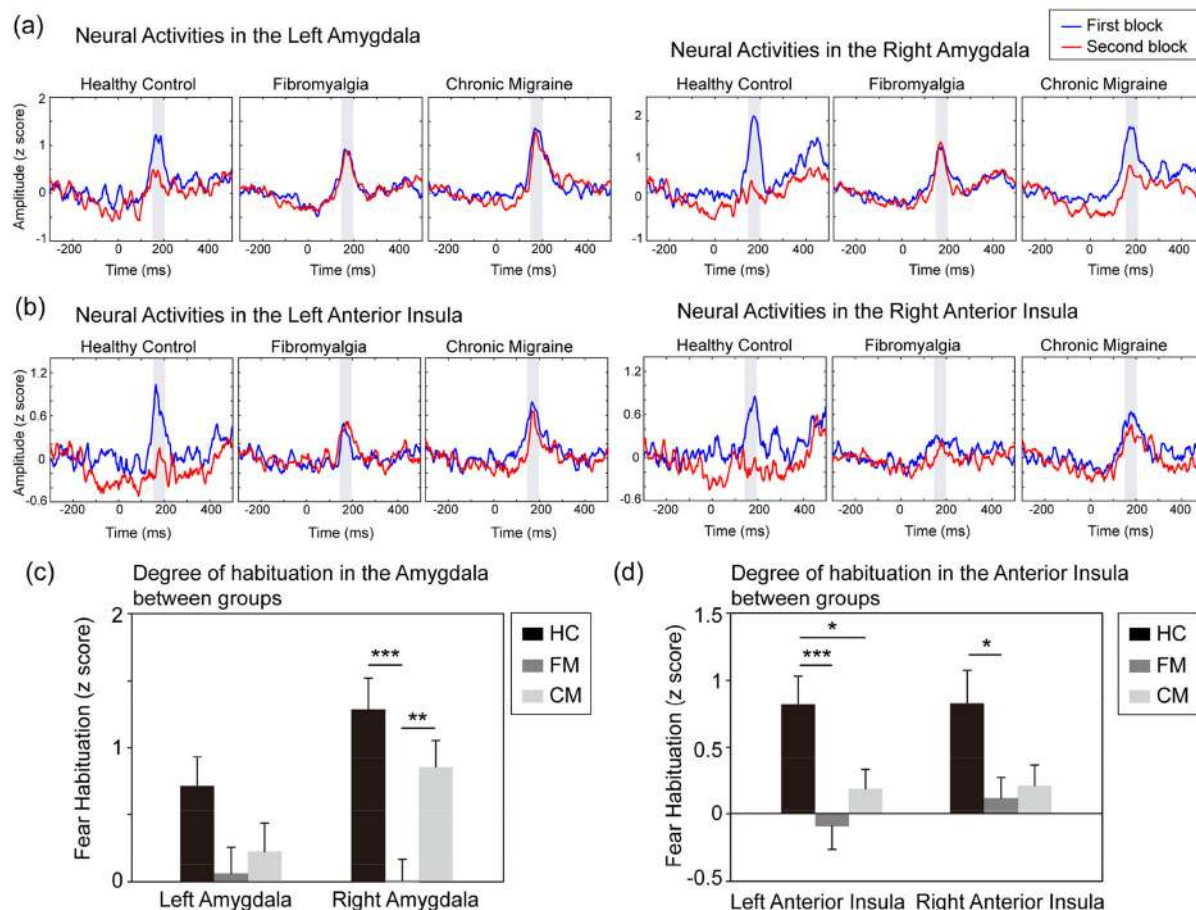 (a)
Neural Activities in the Left Amygdala
Neural Activities in the Right Amygdala
First block
Second block
Healthy Control
Fibromyalgia
Chronic Migraine
Healthy Control
Fibromyalgia
Chronic Migraine
Amplitude (z score)
2
1
0
-1
2
1
0
-1
-200 0 200 400
-200 0 200 400
-200 0 200 400
-200 0 200 400
-200 0 200 400
-200 0 200 400
Time (ms)
Time (ms)
Time (ms)
Time (ms)
Time (ms)
Time (ms)
(b)
Neural Activities in the Left Anterior Insula
Neural Activities in the Right Anterior Insula
Healthy Control
Fibromyalgia
Chronic Migraine
Healthy Control
Fibromyalgia
Chronic Migraine
Amplitude (z score)
1.2
0.6
0
-0.6
1.2
0.6
0
-0.6
-200 0 200 400
-200 0 200 400
-200 0 200 400
-200 0 200 400
-200 0 200 400
-200 0 200 400
Time (ms)
Time (ms)
Time (ms)
Time (ms)
Time (ms)
Time (ms)
(c)
Degree of habituation in the Amygdala
between groups
Fear Habituation (z score)
2
1
0
***
**
HC
FM
CM
Left Amygdala
Right Amygdala
(d)
Degree of habituation in the Anterior Insula
between groups
Fear Habituation (z score)
1.5
1
0.5
0
-0.5
*
***
*
HC
FM
CM
Left Anterior Insula
Right Anterior Insula